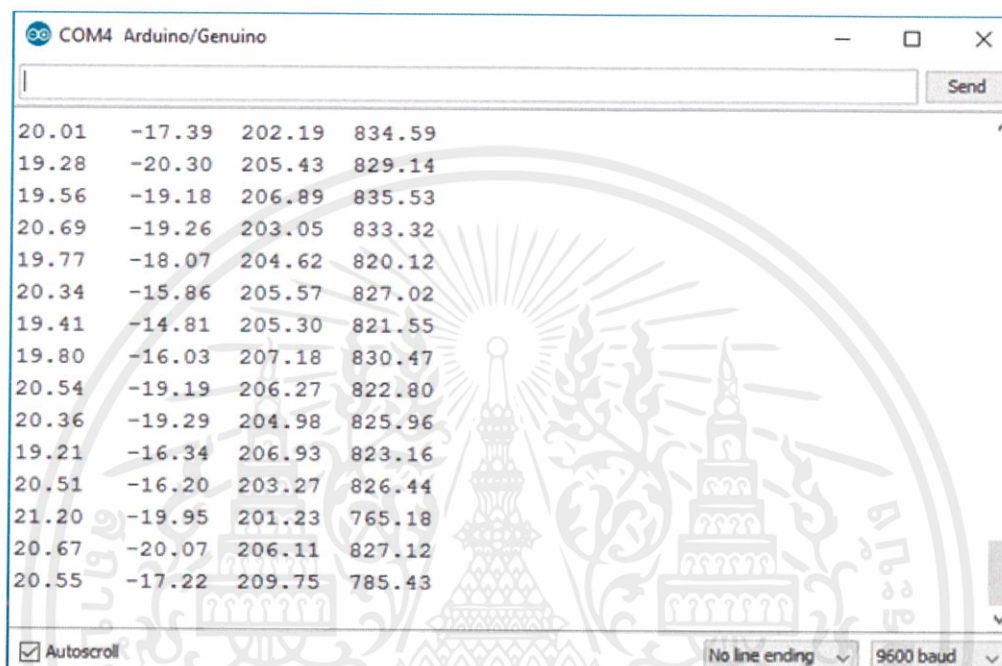 COM4 Arduino/Genuino
Send
20.01 -17.39 202.19 834.59
19.28 -20.30 205.43 829.14
19.56 -19.18 206.89 835.53
20.69 -19.26 203.05 833.32
19.77 -18.07 204.62 820.12
20.34 -15.86 205.57 827.02
19.41 -14.81 205.30 821.55
19.80 -16.03 207.18 830.47
20.54 -19.19 206.27 822.80
20.36 -19.29 204.98 825.96
19.21 -16.34 206.93 823.16
20.51 -16.20 203.27 826.44
21.20 -19.95 201.23 765.18
20.67 -20.07 206.11 827.12
20.55 -17.22 209.75 785.43
Autoscroll
No line ending
9600 baud